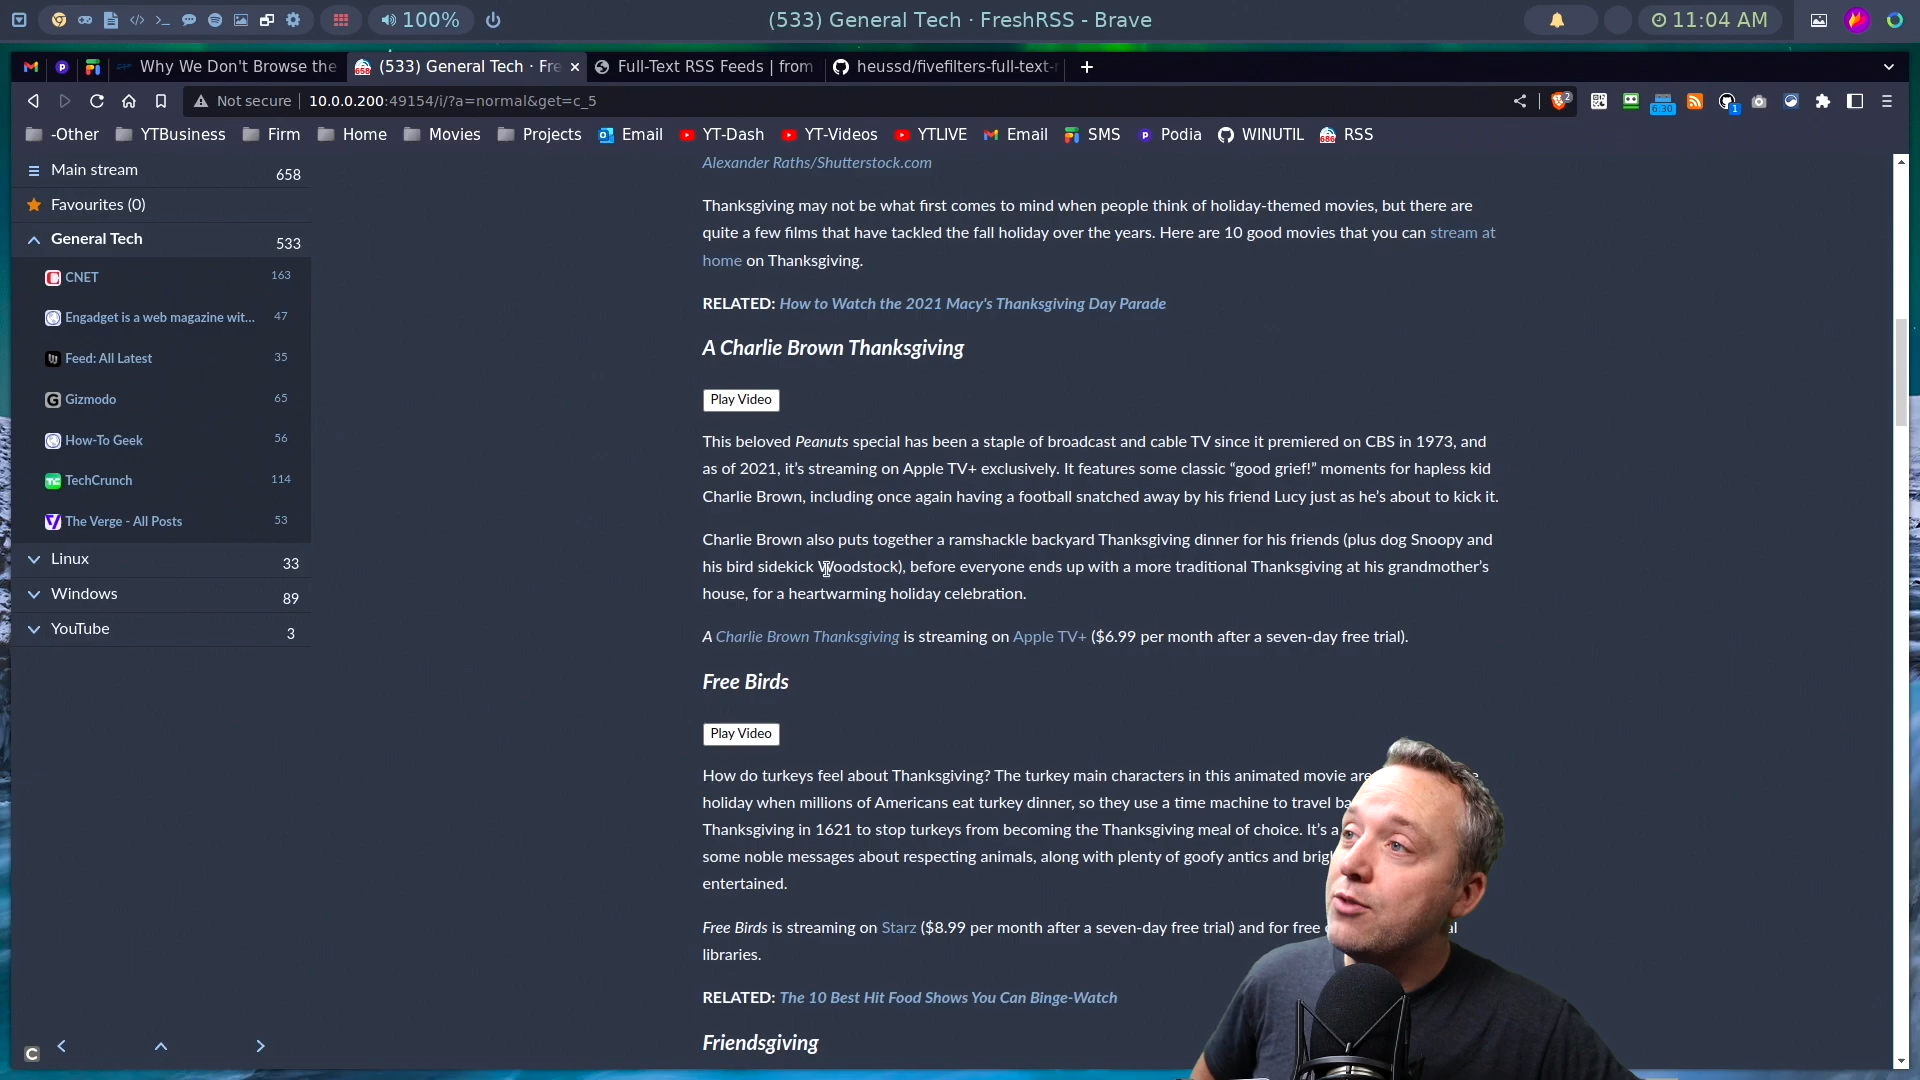 100%
(533) General Tech · FreshRSS - Brave
11:04 AM
Why We Don't Browse the
(533) General Tech · Fre
Full-Text RSS Feeds | from
heussd/fivefilters-full-text-
Not secure
10.0.0.200:49154/i/?a=normal&get=c_5
2
6:30
1
-Other
YTBusiness
Firm
Home
Movies
Projects
Email
YT-Dash
YT-Videos
YTLIVE
Email
SMS
Podia
WINUTIL
RSS
Main stream 658
Favourites (0)
General Tech 533
CNET 163
Engadget is a web magazine wit... 47
Feed: All Latest 35
Gizmodo 65
How-To Geek 56
TechCrunch 114
The Verge - All Posts 53
Linux 33
Windows 89
YouTube 3
Alexander Raths/Shutterstock.com
Thanksgiving may not be what first comes to mind when people think of holiday-themed movies, but there are
quite a few films that have tackled the fall holiday over the years. Here are 10 good movies that you can stream at
home on Thanksgiving.
RELATED: How to Watch the 2021 Macy's Thanksgiving Day Parade
A Charlie Brown Thanksgiving
Play Video
This beloved Peanuts special has been a staple of broadcast and cable TV since it premiered on CBS in 1973, and
as of 2021, it's streaming on Apple TV+ exclusively. It features some classic “good grief!” moments for hapless kid
Charlie Brown, including once again having a football snatched away by his friend Lucy just as he's about to kick it.
Charlie Brown also puts together a ramshackle backyard Thanksgiving dinner for his friends (plus dog Snoopy and
his bird sidekick Woodstock), before everyone ends up with a more traditional Thanksgiving at his grandmother's
house, for a heartwarming holiday celebration.
A Charlie Brown Thanksgiving is streaming on Apple TV+ ($6.99 per month after a seven-day free trial).
Free Birds
Play Video
How do turkeys feel about Thanksgiving? The turkey main characters in this animated movie are
holiday when millions of Americans eat turkey dinner, so they use a time machine to travel ba
Thanksgiving in 1621 to stop turkeys from becoming the Thanksgiving meal of choice. It's a
some noble messages about respecting animals, along with plenty of goofy antics and brig
entertained.
Free Birds is streaming on Starz ($8.99 per month after a seven-day free trial) and for free
libraries.
RELATED: The 10 Best Hit Food Shows You Can Binge-Watch
Friendsgiving